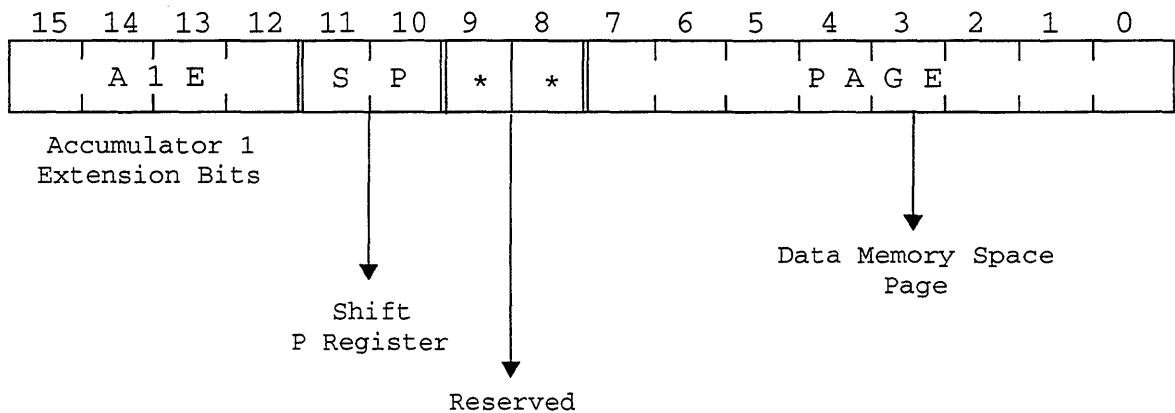 15 14 13 12 11 10 9 8 7 6 5 4 3 2 1 0
A 1 E S P * * P A G E
Accumulator 1
Extension Bits
Data Memory Space
Page
Shift
P Register
Reserved